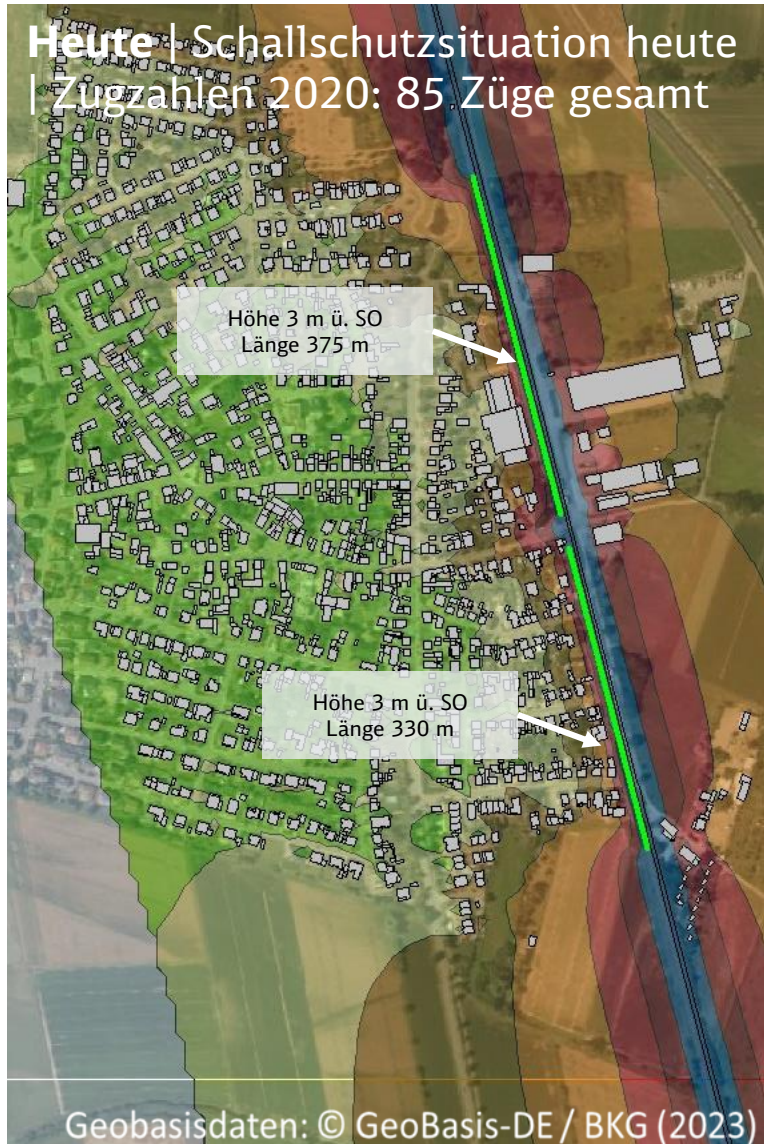 Heute | Schallschutzsituation heute
| Zugzahlen 2020: 85 Züge gesamt
Höhe 3 m ü. SO
Länge 375 m
Höhe 3 m ü. SO
Länge 330 m
Geobasisdaten: © GeoBasis-DE / BKG (2023)